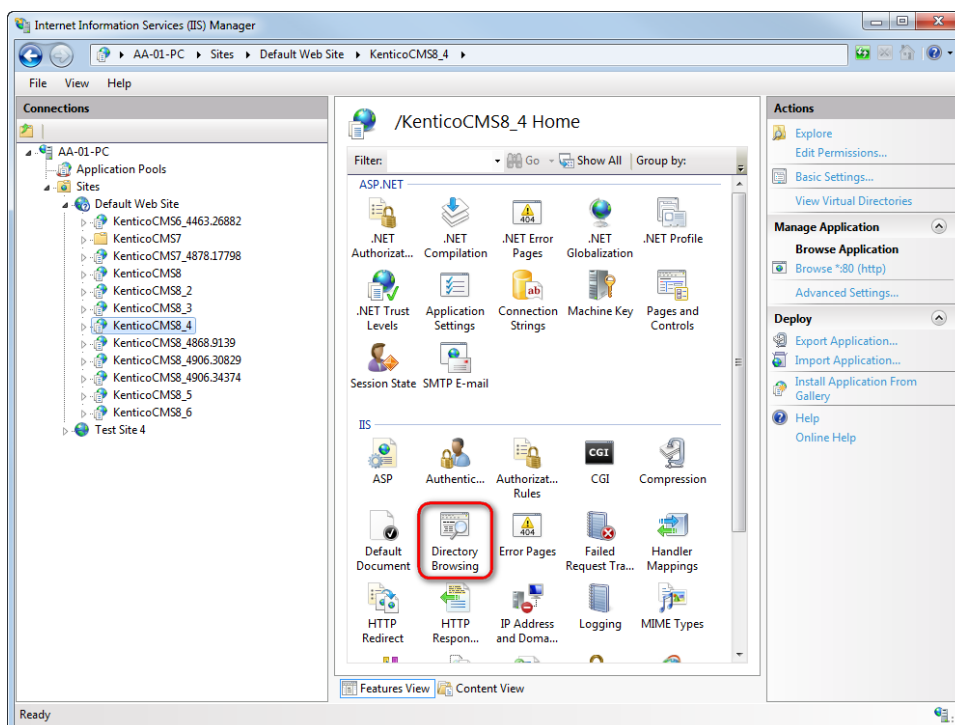 Internet Information Services (IIS) Manager
AA-01-PC Sites Default Web Site KenticoCMS8_4
File View Help
Connections
AA-01-PC
Application Pools
Sites
Default Web Site
KenticoCMS6_4463.26882
KenticoCMS7
KenticoCMS7_4878.17798
KenticoCMS8
KenticoCMS8_2
KenticoCMS8_3
KenticoCMS8_4
KenticoCMS8_4868.9139
KenticoCMS8_4906.30829
KenticoCMS8_4906.34374
KenticoCMS8_5
KenticoCMS8_6
Test Site 4
/KenticoCMS8_4 Home
Filter: Go Show All Group by:
ASP.NET
.NET .NET .NET Error .NET .NET Profile
Authorizat... Compilation Pages Globalization
.NET Trust Application Connection Machine Key Pages and
Levels Settings Strings Controls
Session State SMTP E-mail
IIS
ASP Authentic... Authorizat... CGI Compression
Rules
Default Directory Error Pages Failed Handler
Document Browsing Request Tra... Mappings
HTTP HTTP IP Address Logging MIME Types
Redirect Respon... and Doma...
Features View Content View
Actions
Explore
Edit Permissions...
Basic Settings...
View Virtual Directories
Manage Application
Browse Application
Browse *:80 (http)
Advanced Settings...
Deploy
Export Application...
Import Application...
Install Application From
Gallery
Help
Online Help
Ready
404
ab
CGI
404